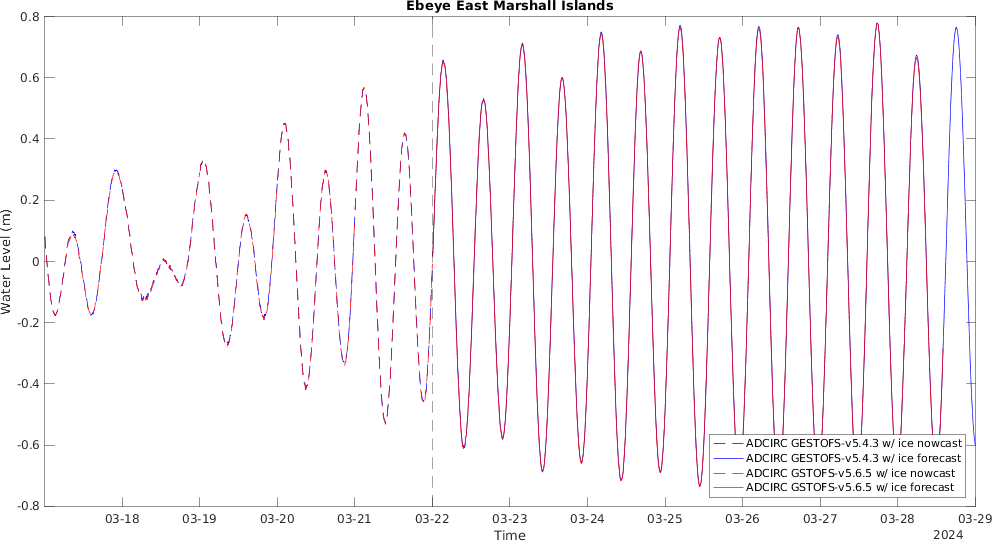 Ebeye East Marshall Islands
0.8
0.6
0.4
0.2
0
-0.2
-0.4
-0.6
-0.8
Water Level (m)
ADCIRC GESTOFS-v5.4.3 w/ ice nowcast
ADCIRC GESTOFS-v5.4.3 w/ ice forecast
ADCIRC GSTOFS-v5.6.5 w/ ice nowcast
ADCIRC GSTOFS-v5.6.5 w/ ice forecast
03-18 03-19 03-20 03-21 03-22 03-23 03-24 03-25 03-26 03-27 03-28 03-29
Time
2024